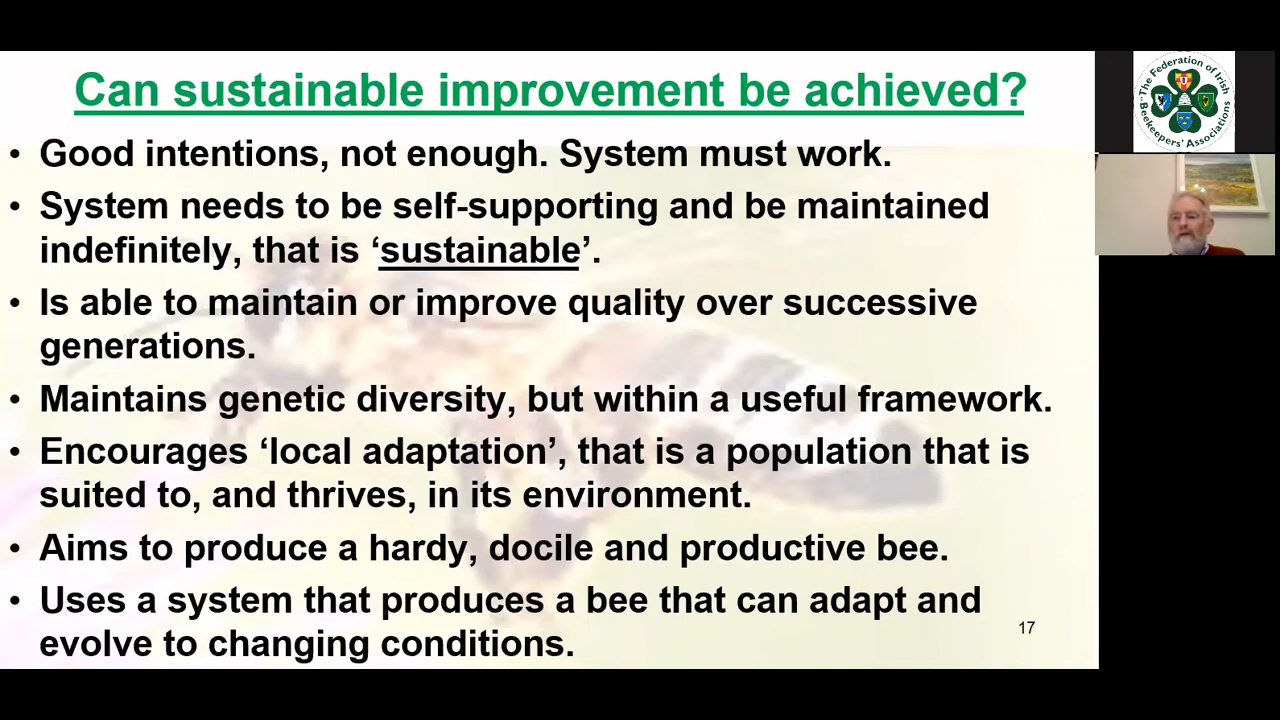 Can sustainable improvement be achieved?
• Good intentions, not enough. System must work.
• System needs to be self-supporting and be maintained
indefinitely, that is ‘sustainable’.
• Is able to maintain or improve quality over successive
generations.
• Maintains genetic diversity, but within a useful framework.
• Encourages ‘local adaptation’, that is a population that is
suited to, and thrives, in its environment.
• Aims to produce a hardy, docile and productive bee.
• Uses a system that produces a bee that can adapt and
evolve to changing conditions.
17
"The Federation of Irish
Beekeepers' Associations"